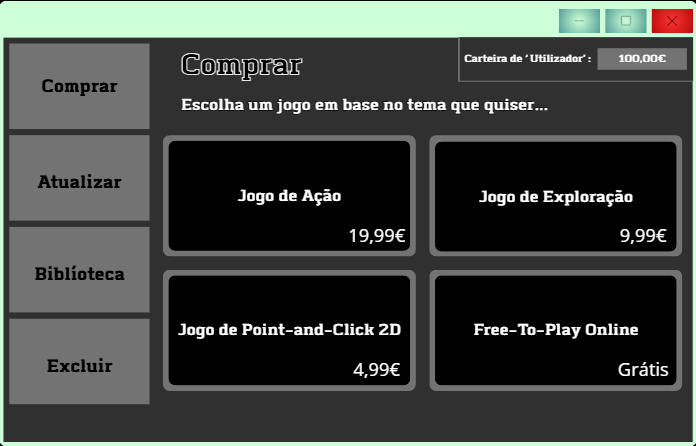 Comprar
Atualizar
Biblíoteca
Excluir
Comprar
Carteira de 'Utilizador': 100,00€
Escolha um jogo em base no tema que quiser...
Jogo de Ação
19,99€
Jogo de Exploração
9,99€
Jogo de Point-and-Click 2D
4,99€
Free-To-Play Online
Grátis